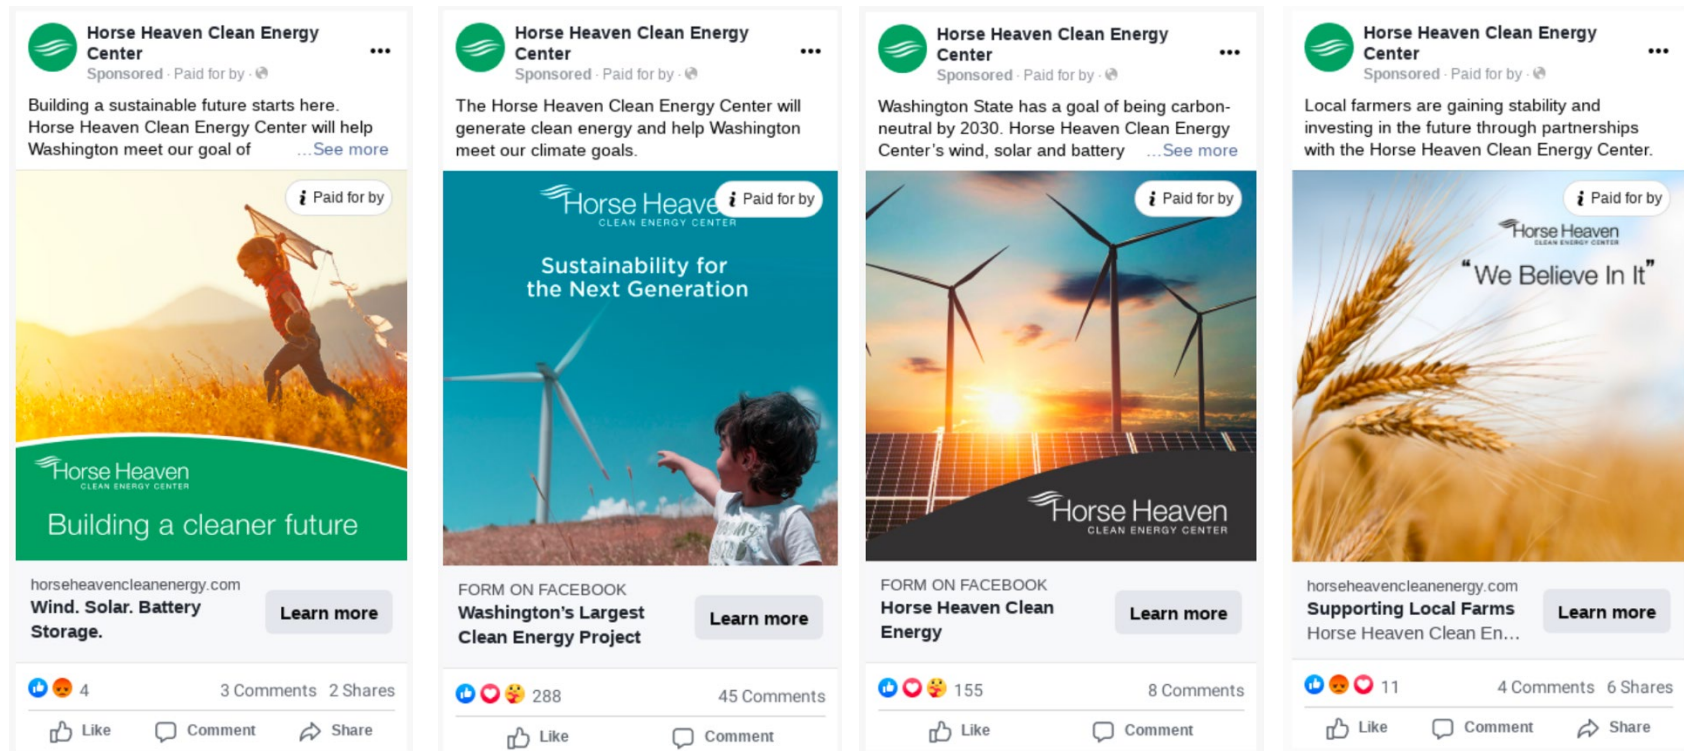 Horse Heaven Clean Energy
Center
Sponsored · Paid for by ·
Building a sustainable future starts here.
Horse Heaven Clean Energy Center will help
Washington meet our goal of ...See more
Paid for by
Horse Heaven
CLEAN ENERGY CENTER
Building a cleaner future
horseheavencleanenergy.com
Wind. Solar. Battery
Storage.
Learn more
4
3 Comments 2 Shares
Like Comment Share
Horse Heaven Clean Energy
Center
Sponsored · Paid for by ·
The Horse Heaven Clean Energy Center will
generate clean energy and help Washington
meet our climate goals.
Paid for by
Horse Heave
CLEAN ENERGY CENTER
Sustainability for
the Next Generation
FORM ON FACEBOOK
Washington's Largest
Clean Energy Project
Learn more
288
45 Comments
Like Comment
Horse Heaven Clean Energy
Center
Sponsored · Paid for by ·
Washington State has a goal of being carbon-
neutral by 2030. Horse Heaven Clean Energy
Center's wind, solar and battery ...See more
Paid for by
Horse Heaven
CLEAN ENERGY CENTER
FORM ON FACEBOOK
Horse Heaven Clean
Energy
Learn more
155
8 Comments
Like Comment
Horse Heaven Clean Energy
Center
Sponsored · Paid for by ·
Local farmers are gaining stability and
investing in the future through partnerships
with the Horse Heaven Clean Energy Center.
Paid for by
Horse Heaven
CLEAN ENERGY CENTER
"We Believe In It"
horseheavencleanenergy.com
Supporting Local Farms
Horse Heaven Clean En...
Learn more
11
4 Comments 6 Shares
Like Comment Share